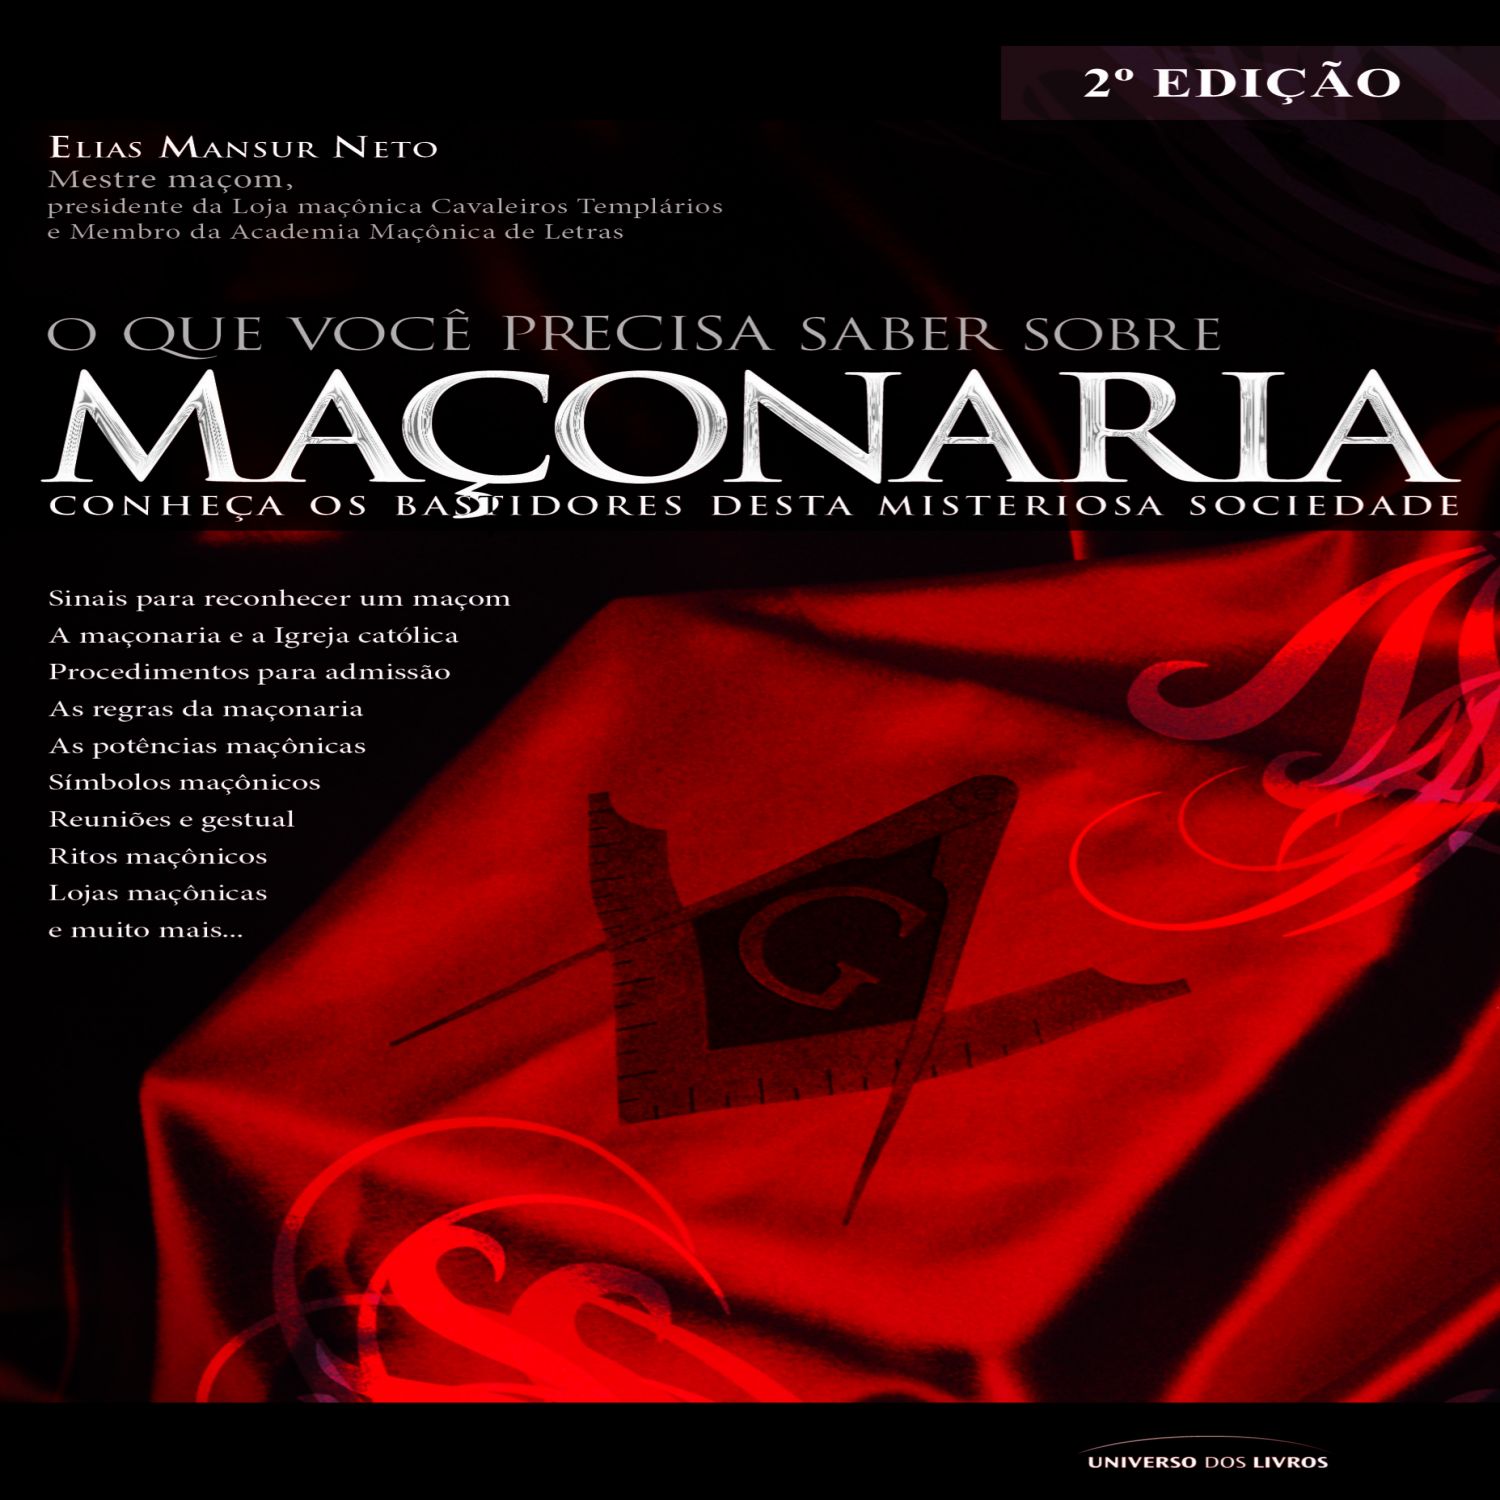 2º EDIÇÃO
ELIAS MANSUR NETO
Mestre maçom,
presidente da Loja maçônica Cavaleiros Templários
e Membro da Academia Maçônica de Letras
O QUE VOCÊ PRECISA SABER SOBRE
MAÇONARIA
CONHEÇA OS BASTIDORES DESTA MISTERIOSA SOCIEDADE
Sinais para reconhecer um maçom
A maçonaria e a Igreja católica
Procedimentos para admissão
As regras da maçonaria
As potências maçônicas
Símbolos maçônicos
Reuniões e gestual
Ritos maçônicos
Lojas maçônicas
e muito mais...
G
UNIVERSO DOS LIVROS